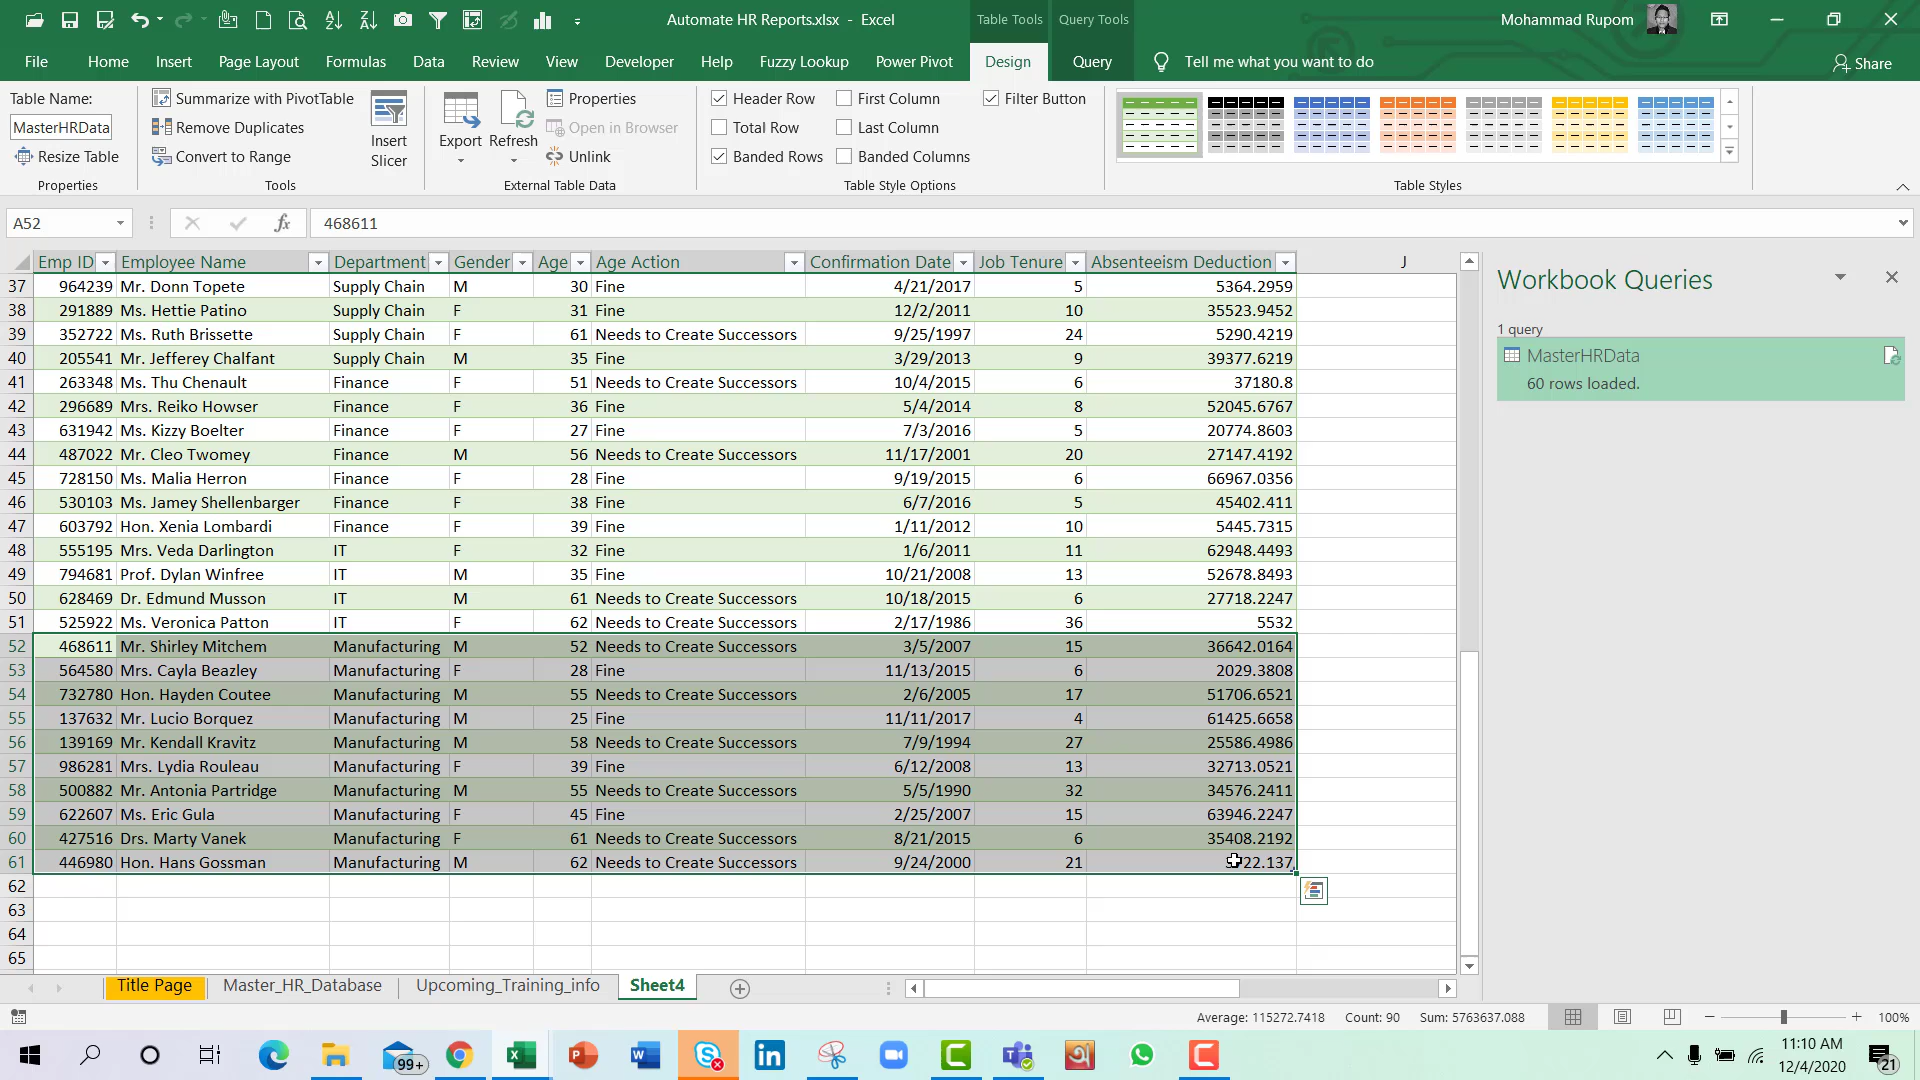 Automate HR Reports.xlsx - Excel
Table Tools
Query Tools
Mohammad Rupom
File Home Insert Page Layout Formulas Data Review View Developer Help Fuzzy Lookup Power Pivot Design Query Tell me what you want to do Share
Table Name:
MasterHRData
Resize Table
Properties
Summarize with PivotTable
Remove Duplicates
Convert to Range
Tools
Insert
Slicer
Export
Refresh
Properties
Open in Browser
Unlink
External Table Data
Header Row
Total Row
Banded Rows
First Column
Last Column
Banded Columns
Filter Button
Table Style Options
Table Styles
A52 fx 468611
Emp ID Employee Name Department Gender Age Age Action Confirmation Date Job Tenure Absenteeism Deduction J
37 964239 Mr. Donn Topete Supply Chain M 30 Fine 4/21/2017 5 5364.2959
38 291889 Ms. Hettie Patino Supply Chain F 31 Fine 12/2/2011 10 35523.9452
39 352722 Ms. Ruth Brissette Supply Chain F 61 Needs to Create Successors 9/25/1997 24 5290.4219
40 205541 Mr. Jefferey Chalfant Supply Chain M 35 Fine 3/29/2013 9 39377.6219
41 263348 Ms. Thu Chenault Finance F 51 Needs to Create Successors 10/4/2015 6 37180.8
42 296689 Mrs. Reiko Howser Finance F 36 Fine 5/4/2014 8 52045.6767
43 631942 Ms. Kizzy Boelter Finance F 27 Fine 7/3/2016 5 20774.8603
44 487022 Mr. Cleo Twomey Finance M 56 Needs to Create Successors 11/17/2001 20 27147.4192
45 728150 Ms. Malia Herron Finance F 28 Fine 9/19/2015 6 66967.0356
46 530103 Ms. Jamey Shellenbarger Finance F 38 Fine 6/7/2016 5 45402.411
47 603792 Hon. Xenia Lombardi Finance F 39 Fine 1/11/2012 10 5445.7315
48 555195 Mrs. Veda Darlington IT F 32 Fine 1/6/2011 11 62948.4493
49 794681 Prof. Dylan Winfree IT M 35 Fine 10/21/2008 13 52678.8493
50 628469 Dr. Edmund Musson IT M 61 Needs to Create Successors 10/18/2015 6 27718.2247
51 525922 Ms. Veronica Patton IT F 62 Needs to Create Successors 2/17/1986 36 5532
52 468611 Mr. Shirley Mitchem Manufacturing M 52 Needs to Create Successors 3/5/2007 15 36642.0164
53 564580 Mrs. Cayla Beazley Manufacturing F 28 Fine 11/13/2015 6 2029.3808
54 732780 Hon. Hayden Coutee Manufacturing M 55 Needs to Create Successors 2/6/2005 17 51706.6521
55 137632 Mr. Lucio Borquez Manufacturing M 25 Fine 11/11/2017 4 61425.6658
56 139169 Mr. Kendall Kravitz Manufacturing M 58 Needs to Create Successors 7/9/1994 27 25586.4986
57 986281 Mrs. Lydia Rouleau Manufacturing F 39 Fine 6/12/2008 13 32713.0521
58 500882 Mr. Antonia Partridge Manufacturing M 55 Needs to Create Successors 5/5/1990 32 34576.2411
59 622607 Ms. Eric Gula Manufacturing F 45 Fine 2/25/2007 15 63946.2247
60 427516 Drs. Marty Vanek Manufacturing F 61 Needs to Create Successors 8/21/2015 6 35408.2192
61 446980 Hon. Hans Gossman Manufacturing M 62 Needs to Create Successors 9/24/2000 21
62
63
64
65
Workbook Queries
1 query
MasterHRData
60 rows loaded.
Title Page Master_HR_Database Upcoming_Training_info Sheet4
Average: 115272.7418 Count: 90 Sum: 5763637.088 100%
99+
11:10 AM
12/4/2020
21